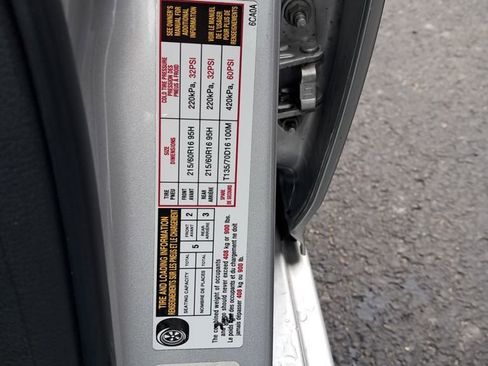 TIRE AND LOADING INFORMATION
RENSEIGNEMENTS SUR LES PNEUS ET LE CHARGEMENT
SEATING CAPACITY TOTAL 5 FRONT 2 REAR 3
NOMBRE DE PLACES TOTAL AVANT ARRIÈRE
The combined weight of occupants
and cargo should never exceed 408 kg or 900 lbs.
Le poids total des occupants et du chargement ne doit
jamais dépasser 408 kg ou 900 lb.
TIRE SIZE COLD TIRE PRESSURE
PNEU DIMENSIONS PRESSION DES PNEUS À FROID
FRONT AVANT 215/60R16 95H 220kPa, 32PSI
REAR ARRIÈRE 215/60R16 95H 220kPa, 32PSI
SPARE DE SECOURS T135/70D16 100M 420kPa, 60PSI
SEE OWNER'S
MANUAL FOR
ADDITIONAL
INFORMATION
VOIR LE MANUEL
DE L'USAGER
POUR PLUS DE
RENSEIGNEMENTS
6CA0A